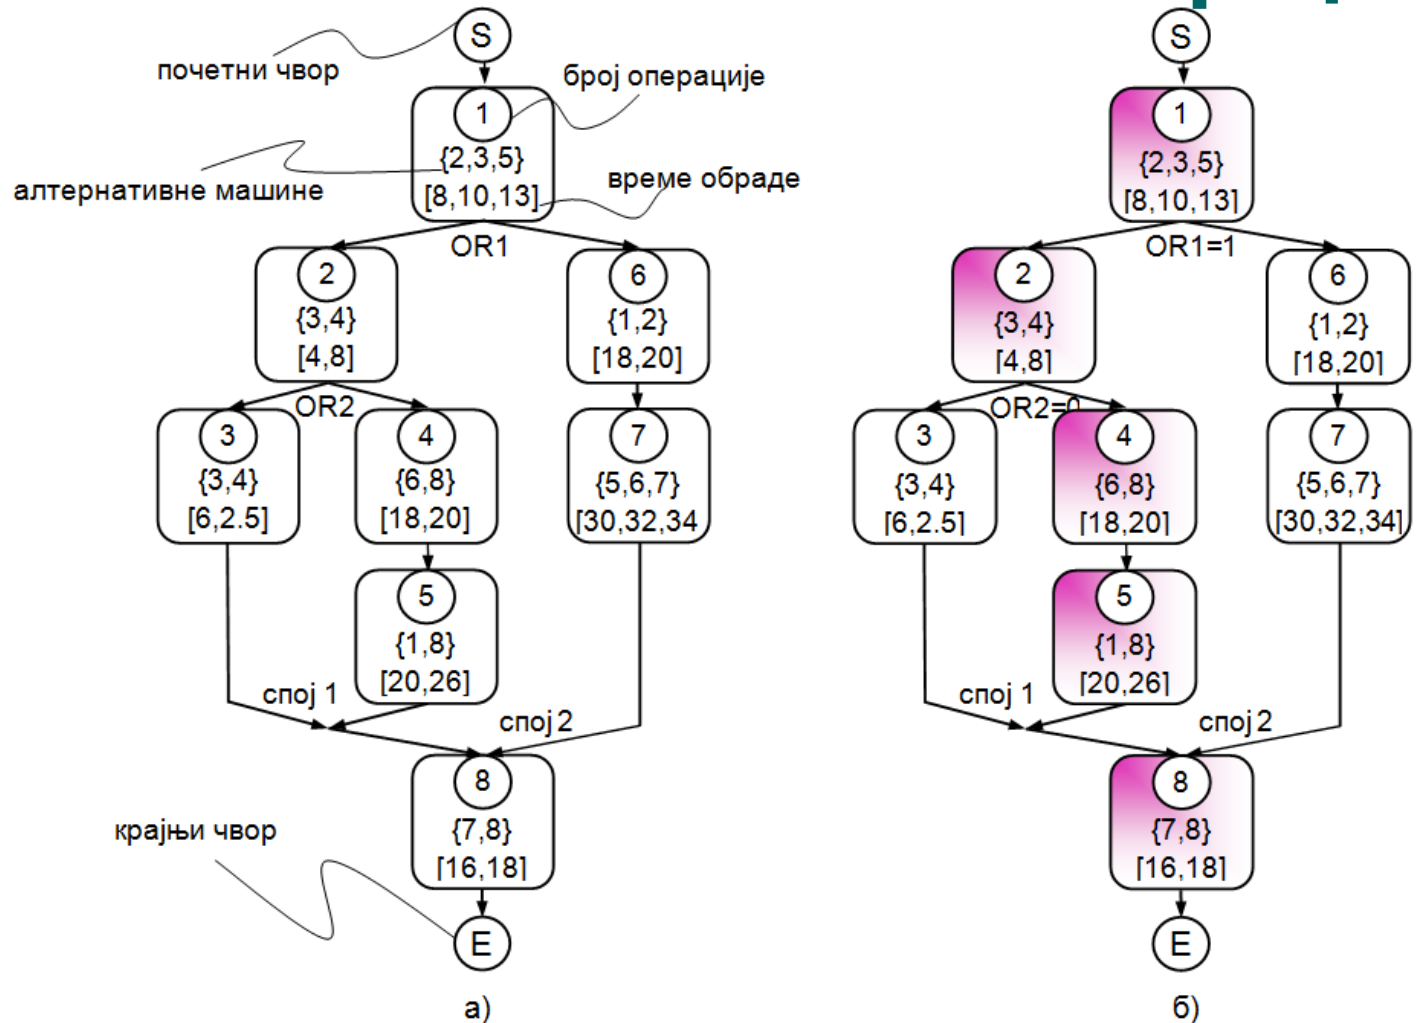 S
почетни чвор
број операције
1
{2,3,5}
[8,10,13]
алтернативне машине
време обраде
OR1
2
{3,4}
[4,8]
6
{1,2}
[18,20]
OR2
3
{3,4}
[6,2.5]
4
{6,8}
[18,20]
7
{5,6,7}
[30,32,34
5
{1,8}
[20,26]
спој 1
спој 2
8
{7,8}
[16,18]
крајњи чвор
E
а)
S
1
{2,3,5}
[8,10,13]
OR1=1
2
{3,4}
[4,8]
6
{1,2}
[18,20]
OR2=0
3
{3,4}
[6,2.5]
4
{6,8}
[18,20]
7
{5,6,7}
[30,32,34]
5
{1,8}
[20,26]
спој 1
спој 2
8
{7,8}
[16,18]
E
б)